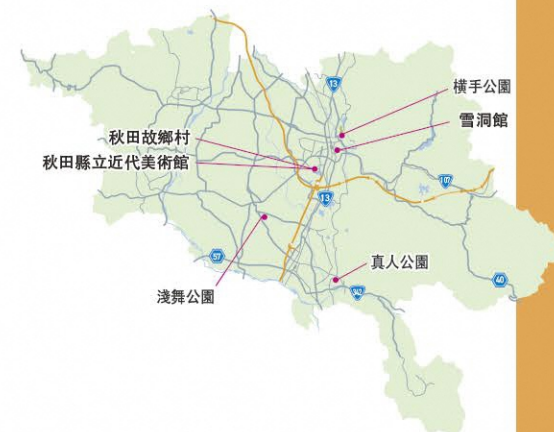 13
横手公園
雪洞館
秋田故鄉村
秋田縣立近代美術館
107
13
57
真人公園
40
淺舞公園
342